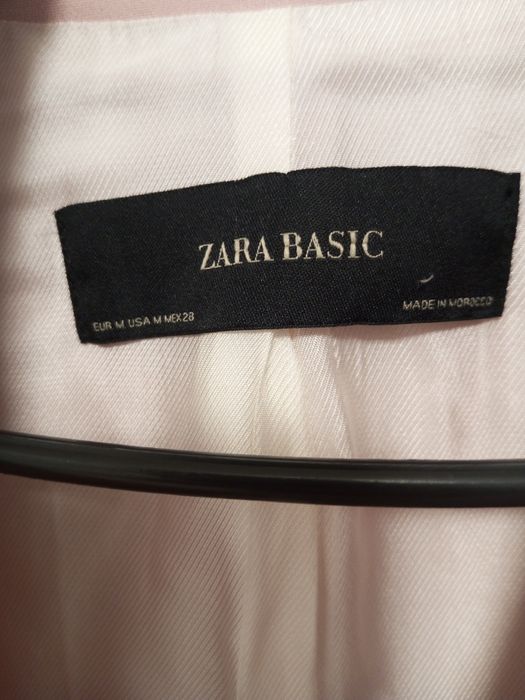 ZARA BASIC
EUR M USA M MEX 28
MADE IN MOROCCO